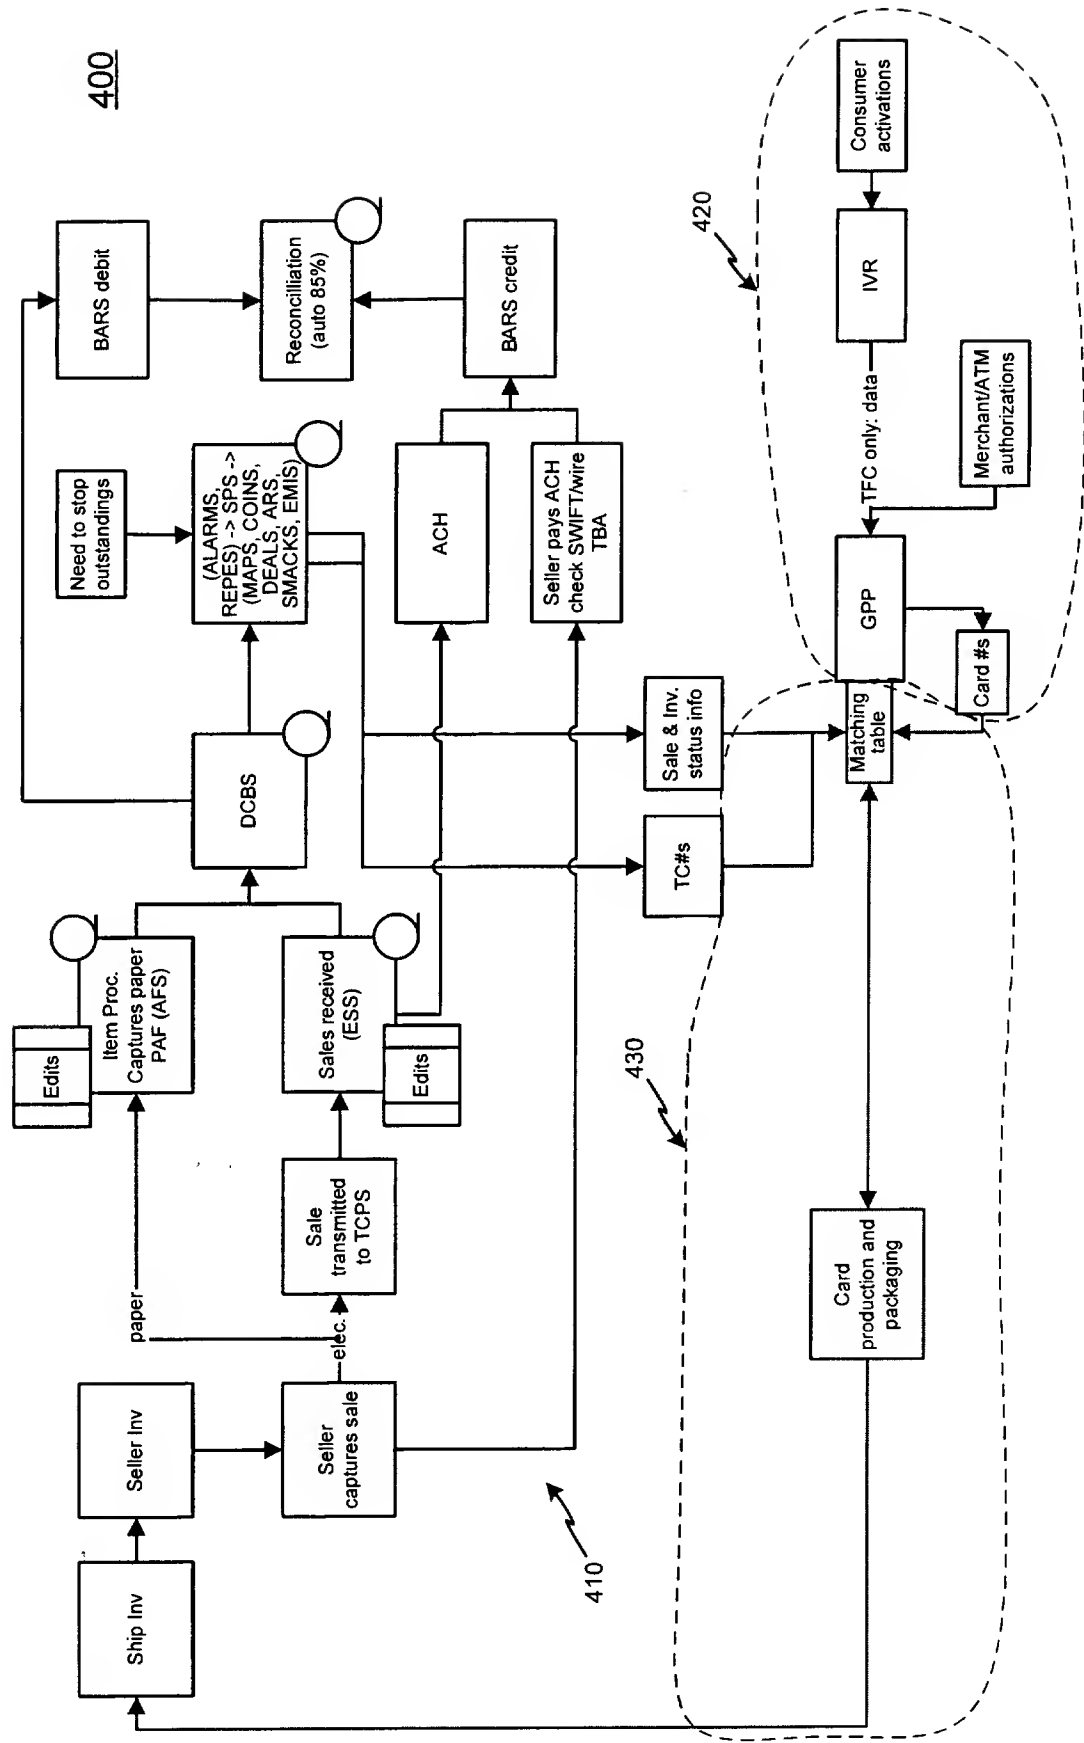 400
Ship Inv
Seller Inv
Seller
captures sale
paper
elec.
Sale
transmitted
to TCPS
Edits
Item Proc.
Captures paper
PAF (AFS)
Sales received
(ESS)
Edits
DCBS
Need to stop
outstandings
(ALARMS,
REPES) -> SPS ->
(MAPS, COINS,
DEALS, ARS,
SMACKS, EMIS)
BARS debit
Reconcilliation
(auto 85%)
BARS credit
ACH
Seller pays ACH
check SWIFT/wire
TBA
410
TC#s
Sale & Inv.
status info
430
Card
production and
packaging
Matching
table
GPP
Card #s
420
TFC only: data
IVR
Consumer
activations
Merchant/ATM
authorizations